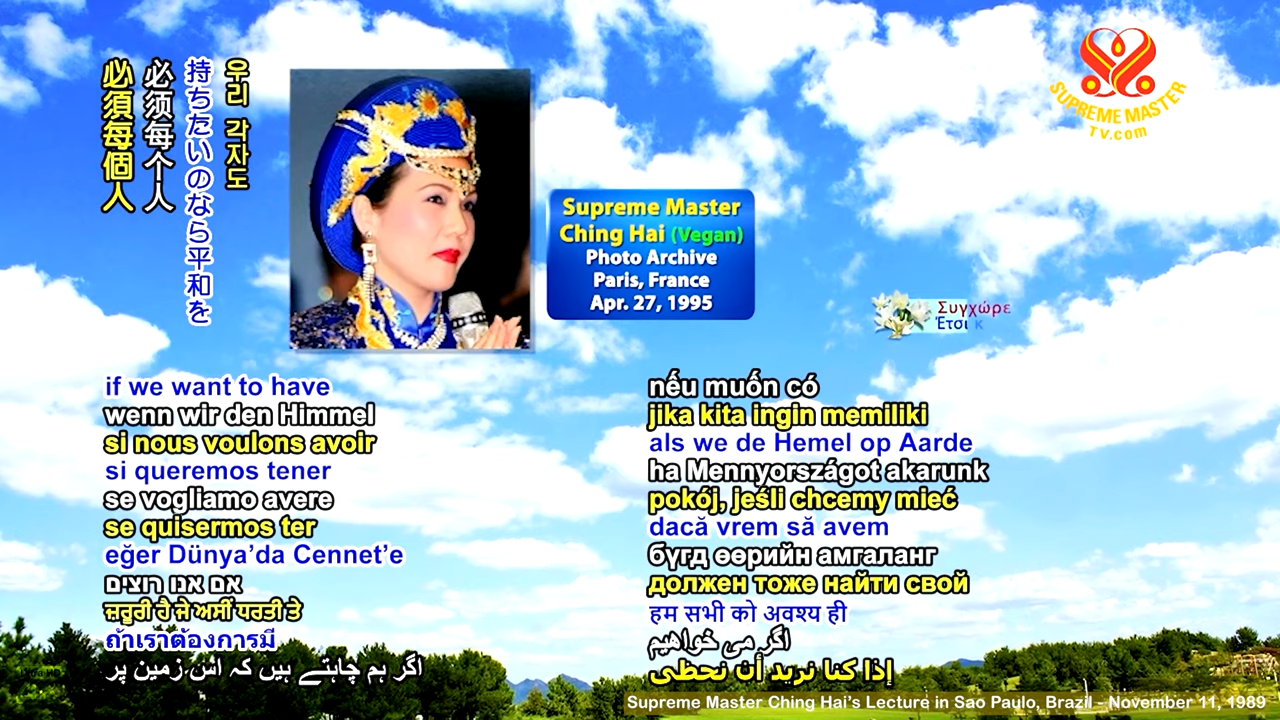 SUPREME MASTER
TV.com
必須每個人
必须每个人
持ちたいのなら平和を
우리 각자도
Supreme Master
Ching Hai (Vegan)
Photo Archive
Paris, France
Apr. 27, 1995
Συγχώρε
Έτσι κ
if we want to have
wenn wir den Himmel
si nous voulons avoir
si queremos tener
se vogliamo avere
se quisermos ter
eğer Dünya’da Cennet’e
אם אנו רוצים
ਜ਼ਰੂਰੀ ਹੈ ਜੇ ਅਸੀਂ ਧਰਤੀ ਤੇ
ถ้าเราต้องการมี
اگر ہم چاہتے ہیں کہ اس زمین پر
nếu muốn có
jika kita ingin memiliki
als we de Hemel op Aarde
ha Mennyországot akarunk
pokój, jeśli chcemy mieć
dacă vrem să avem
бүгд өөрийн амгаланг
должен тоже найти свой
हम सभी को अवश्य ही
اگر می خواهیم
إذا كنا نريد أن نحظى
Supreme Master Ching Hai’s Lecture in Sao Paulo, Brazil - November 11, 1989